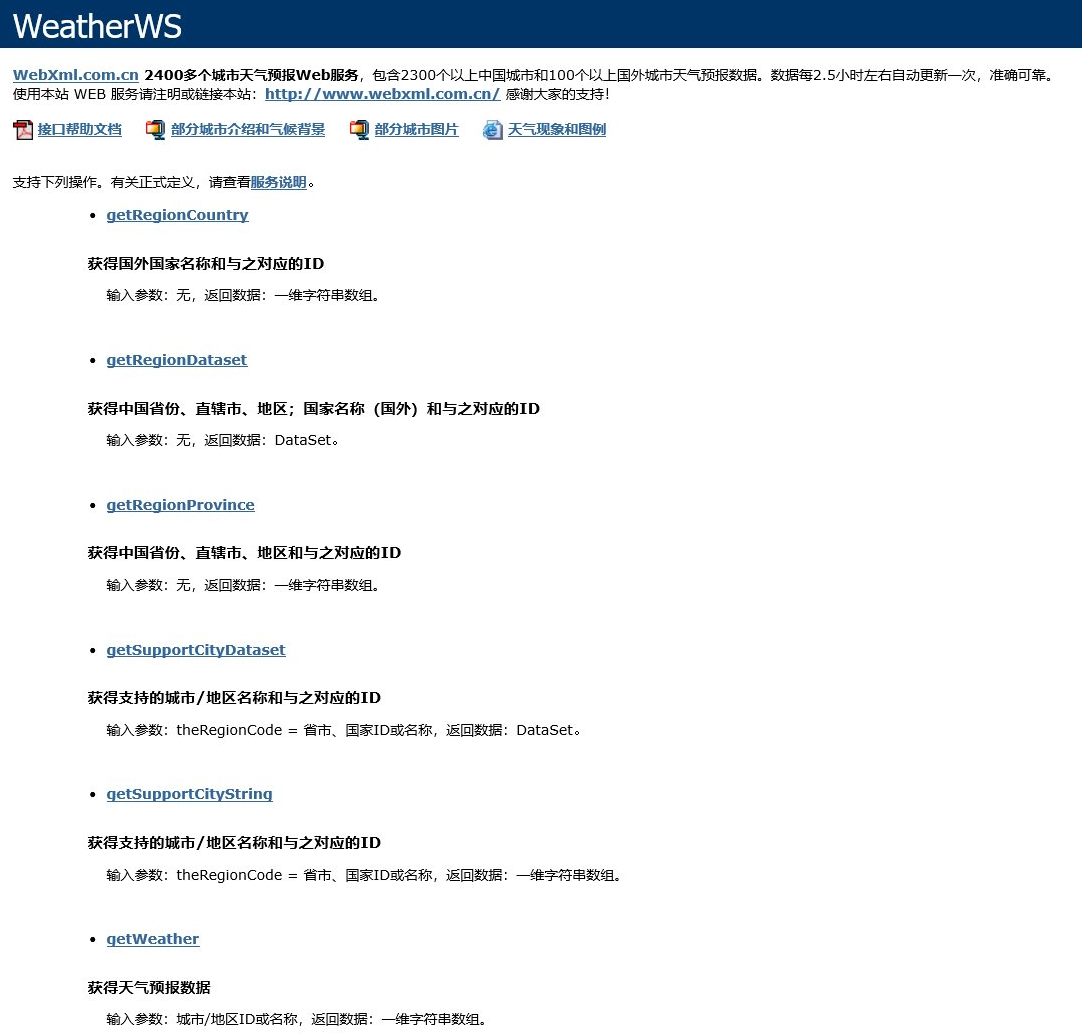 WeatherWS
WebXml.com.cn 2400多个城市天气预报Web服务，包含2300个以上中国城市和100个以上国外城市天气预报数据。数据每2.5小时左右自动更新一次，准确可靠。
使用本站 WEB 服务请注明或链接本站：http://www.webxml.com.cn/ 感谢大家的支持！
接口帮助文档 部分城市介绍和气候背景 部分城市图片 天气现象和图例
支持下列操作。有关正式定义，请查看服务说明。
• getRegionCountry
获得国外国家名称和与之对应的ID
输入参数：无，返回数据：一维字符串数组。
• getRegionDataset
获得中国省份、直辖市、地区；国家名称（国外）和与之对应的ID
输入参数：无，返回数据：DataSet。
• getRegionProvince
获得中国省份、直辖市、地区和与之对应的ID
输入参数：无，返回数据：一维字符串数组。
• getSupportCityDataset
获得支持的城市/地区名称和与之对应的ID
输入参数：theRegionCode = 省市、国家ID或名称，返回数据：DataSet。
• getSupportCityString
获得支持的城市/地区名称和与之对应的ID
输入参数：theRegionCode = 省市、国家ID或名称，返回数据：一维字符串数组。
• getWeather
获得天气预报数据
输入参数：城市/地区ID或名称，返回数据：一维字符串数组。